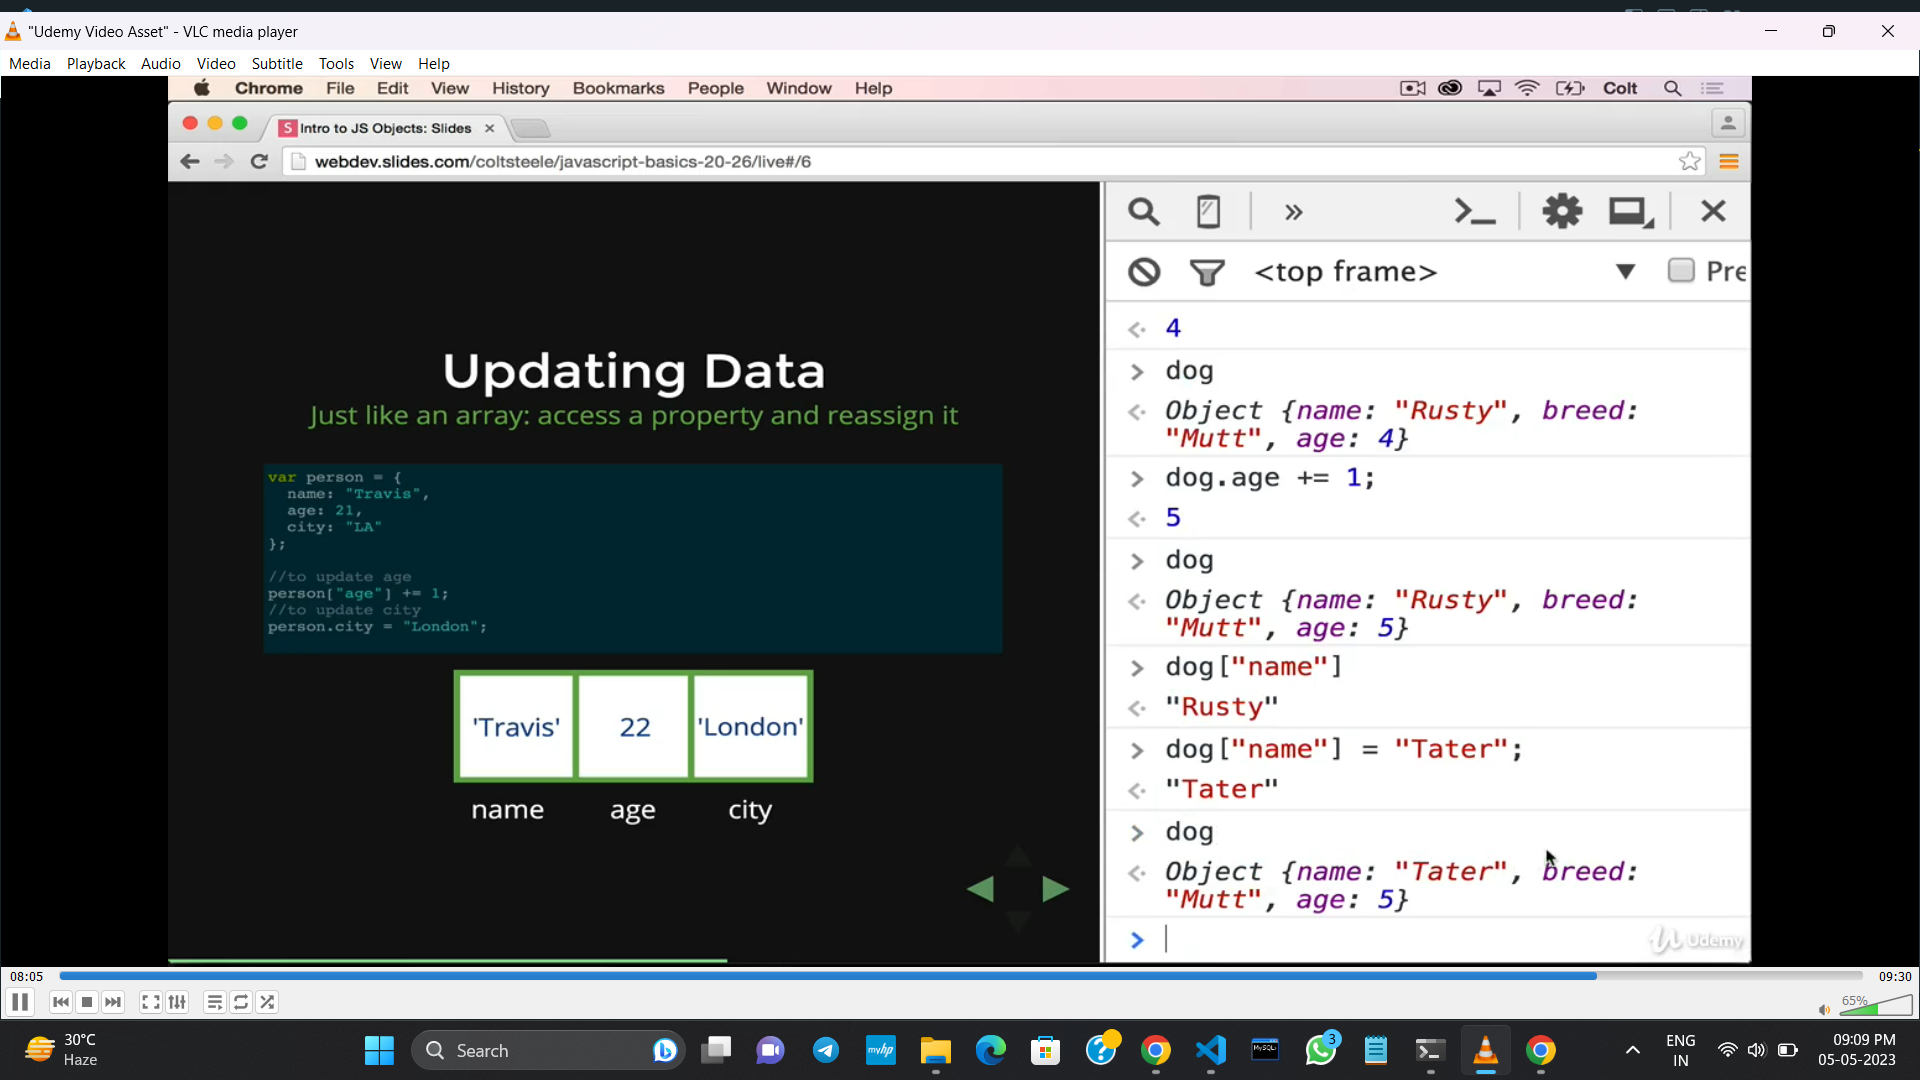 "Udemy Video Asset" - VLC media player
Media Playback Audio Video Subtitle Tools View Help
Chrome File Edit View History Bookmarks People Window Help Colt
S Intro to JS Objects: Slides
webdev.slides.com/coltsteele/javascript-basics-20-26/live#/6
<top frame> Pre
4
dog
Object {name: "Rusty", breed:
"Mutt", age: 4}
dog.age += 1;
5
dog
Object {name: "Rusty", breed:
"Mutt", age: 5}
dog["name"]
"Rusty"
dog["name"] = "Tater";
"Tater"
dog
Object {name: "Tater", breed:
"Mutt", age: 5}
Updating Data
Just like an array: access a property and reassign it
var person = {
name: "Travis",
age: 21,
city: "LA"
};
//to update age
person["age"] += 1;
//to update city
person.city = "London";
'Travis' 22 'London'
name age city
Udemy
08:05 09:30
65%
30°C
Haze
Search
myhp
MySQL
3
ENG
IN
09:09 PM
05-05-2023